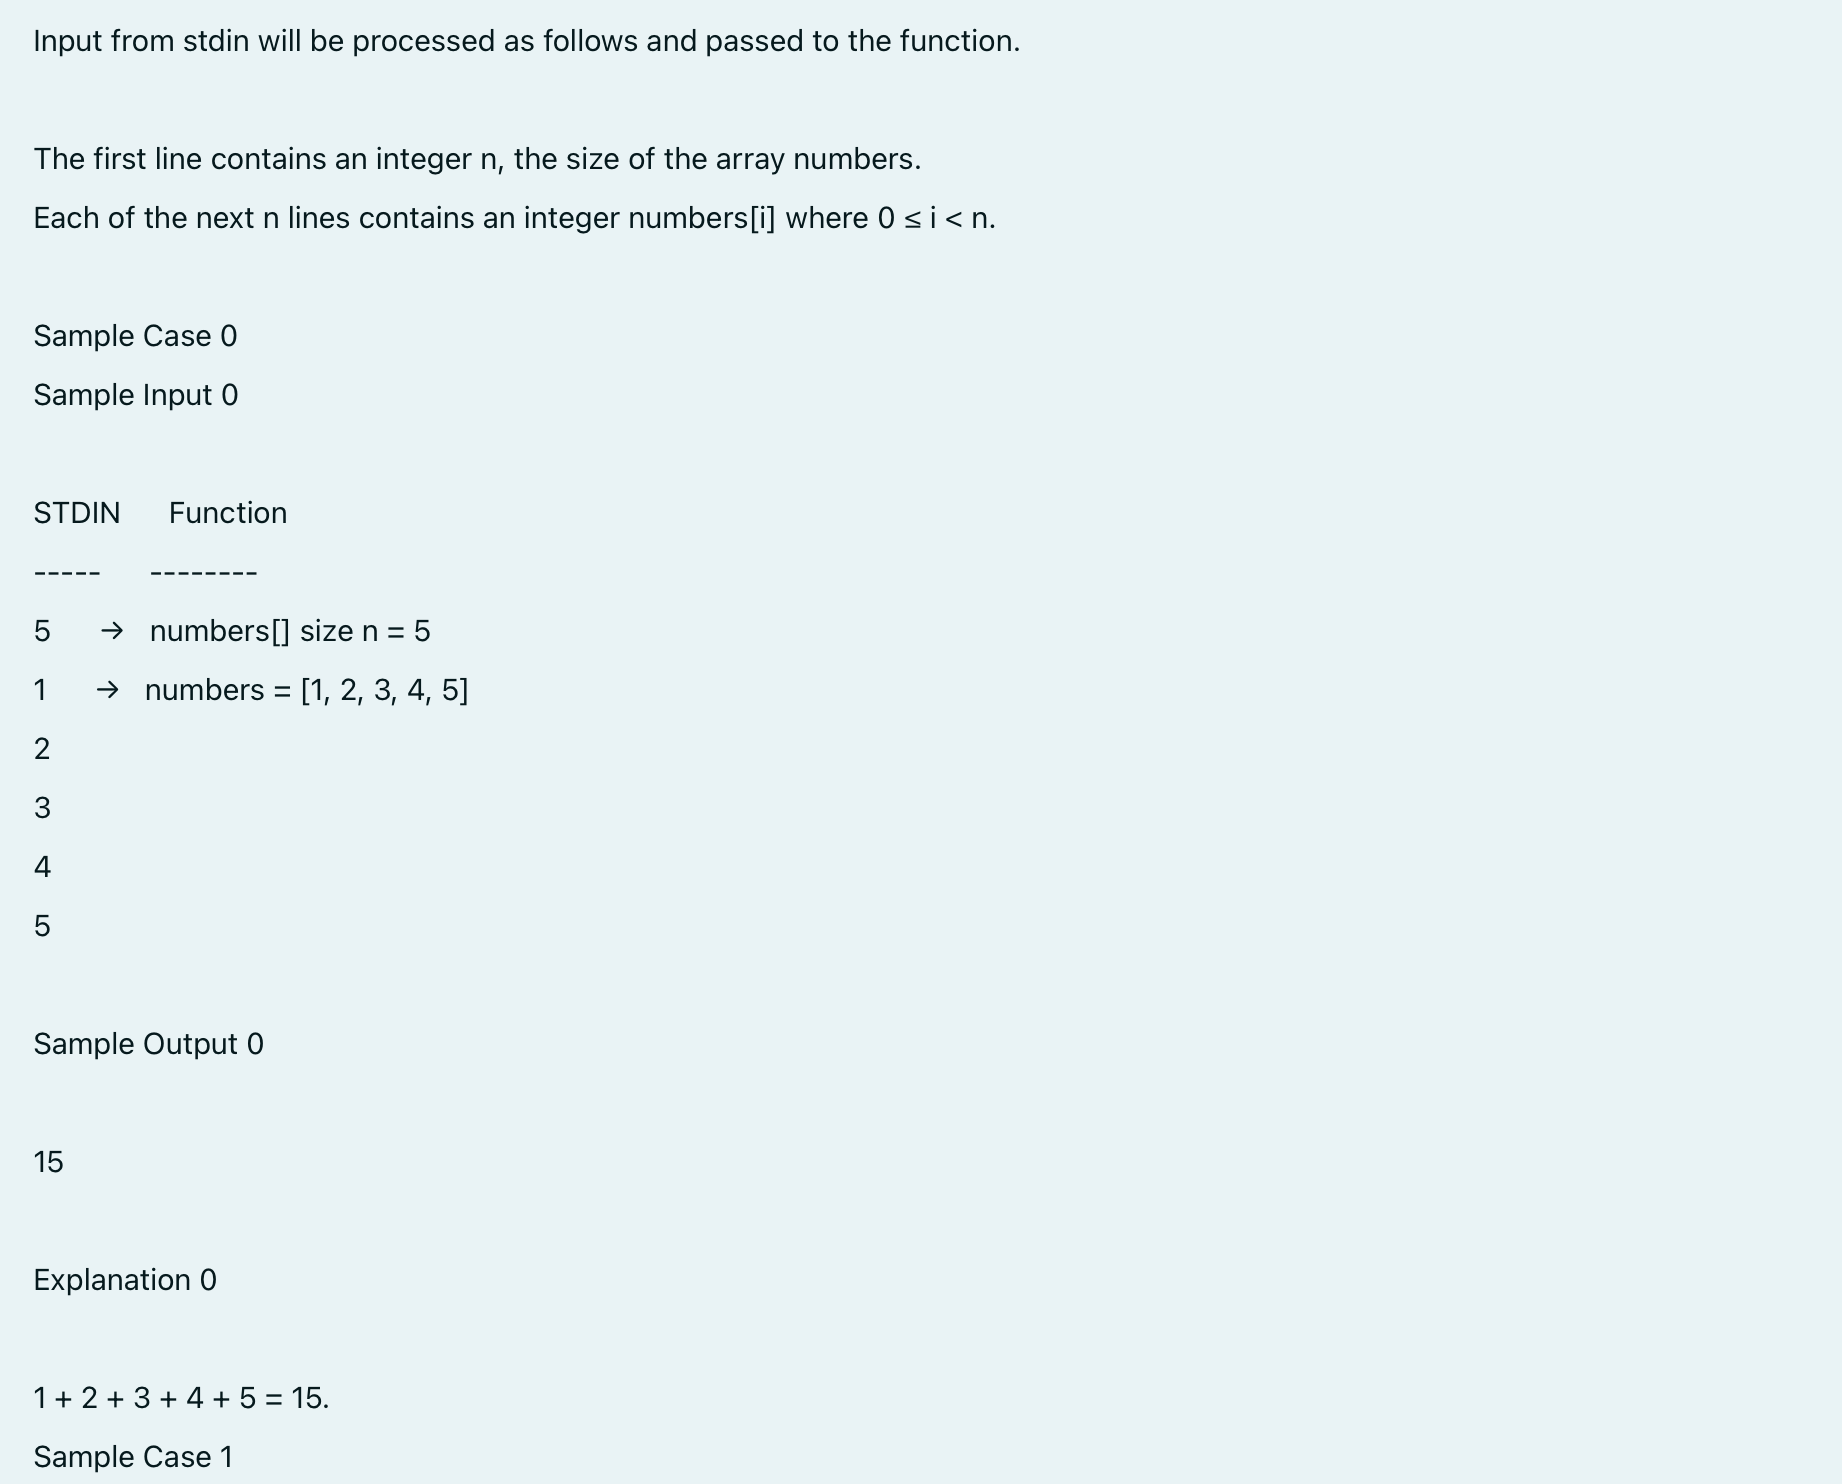 Input from stdin will be processed as follows and passed to the function.
The first line contains an integer n, the size of the array numbers.
Each of the next n lines contains an integer numbers[i] where 0 ≤ i < n.
Sample Case 0
Sample Input 0
STDIN Function
----- --------
5 → numbers[] size n = 5
1 → numbers = [1, 2, 3, 4, 5]
2
3
4
5
Sample Output 0
15
Explanation 0
1 + 2 + 3 + 4 + 5 = 15.
Sample Case 1